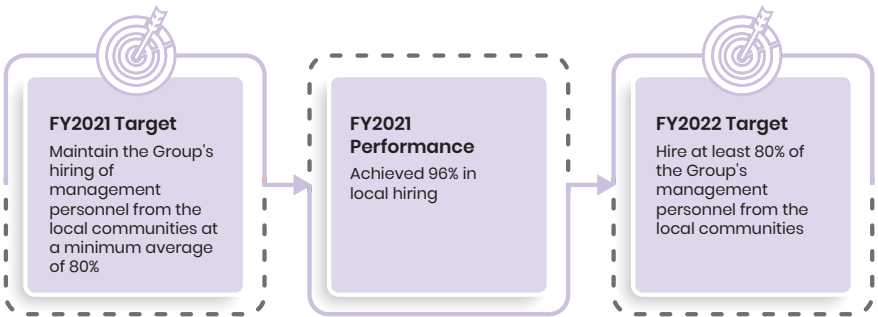 FY2021 Target
Maintain the Group's
hiring of
management
personnel from the
local communities at
a minimum average
of 80%
FY2021
Performance
Achieved 96% in
local hiring
FY2022 Target
Hire at least 80% of
the Group's
management
personnel from the
local communities